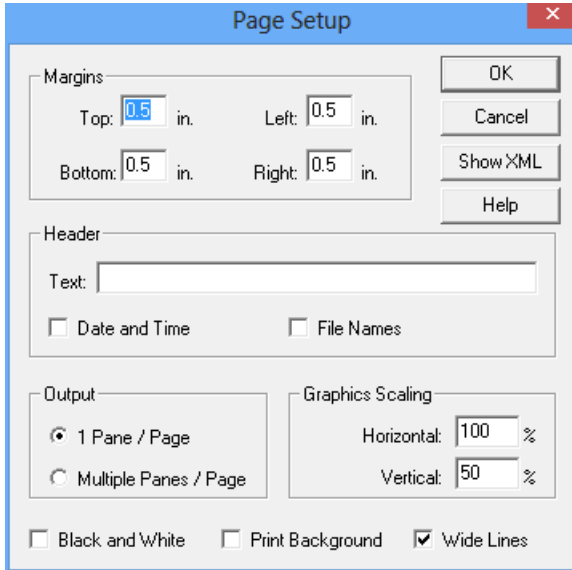 Page Setup
Margins
Top: 0.5 in. Left: 0.5 in.
Bottom: 0.5 in. Right: 0.5 in.
OK
Cancel
Show XML
Help
Header
Text:
Date and Time File Names
Output
1 Pane / Page
Multiple Panes / Page
Graphics Scaling
Horizontal: 100 %
Vertical: 50 %
Black and White Print Background Wide Lines